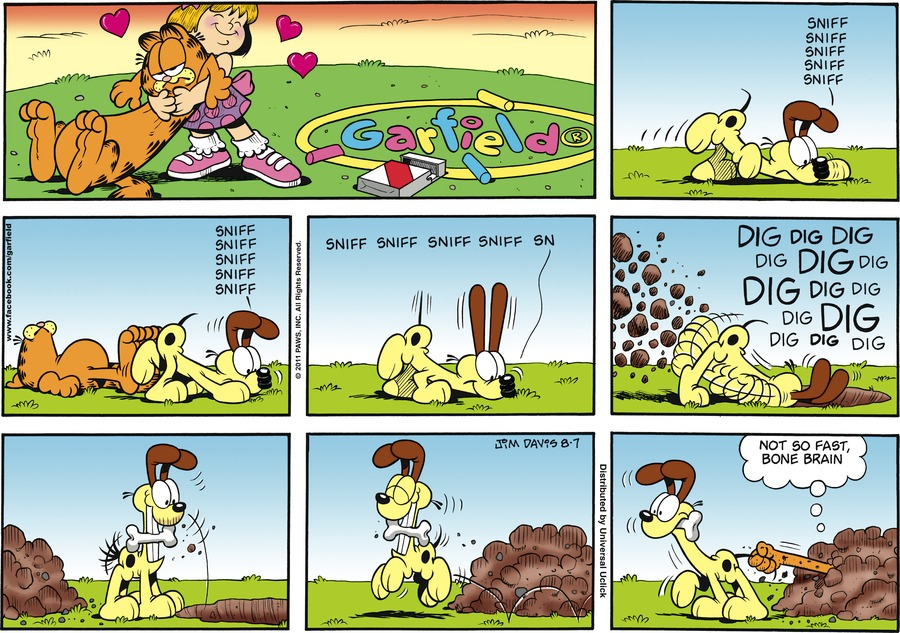 Garfield®
SNIFF
SNIFF
SNIFF
SNIFF
SNIFF
www.facebook.com/garfield
SNIFF
SNIFF
SNIFF
SNIFF
SNIFF
© 2011 PAWS, INC. All Rights Reserved.
SNIFF SNIFF SNIFF SNIFF SN
DIG DIG DIG
DIG DIG DIG
DIG DIG DIG
DIG DIG
DIG DIG DIG
JIM DAVIS 8-7
Distributed by Universal Uclick
NOT SO FAST,
BONE BRAIN